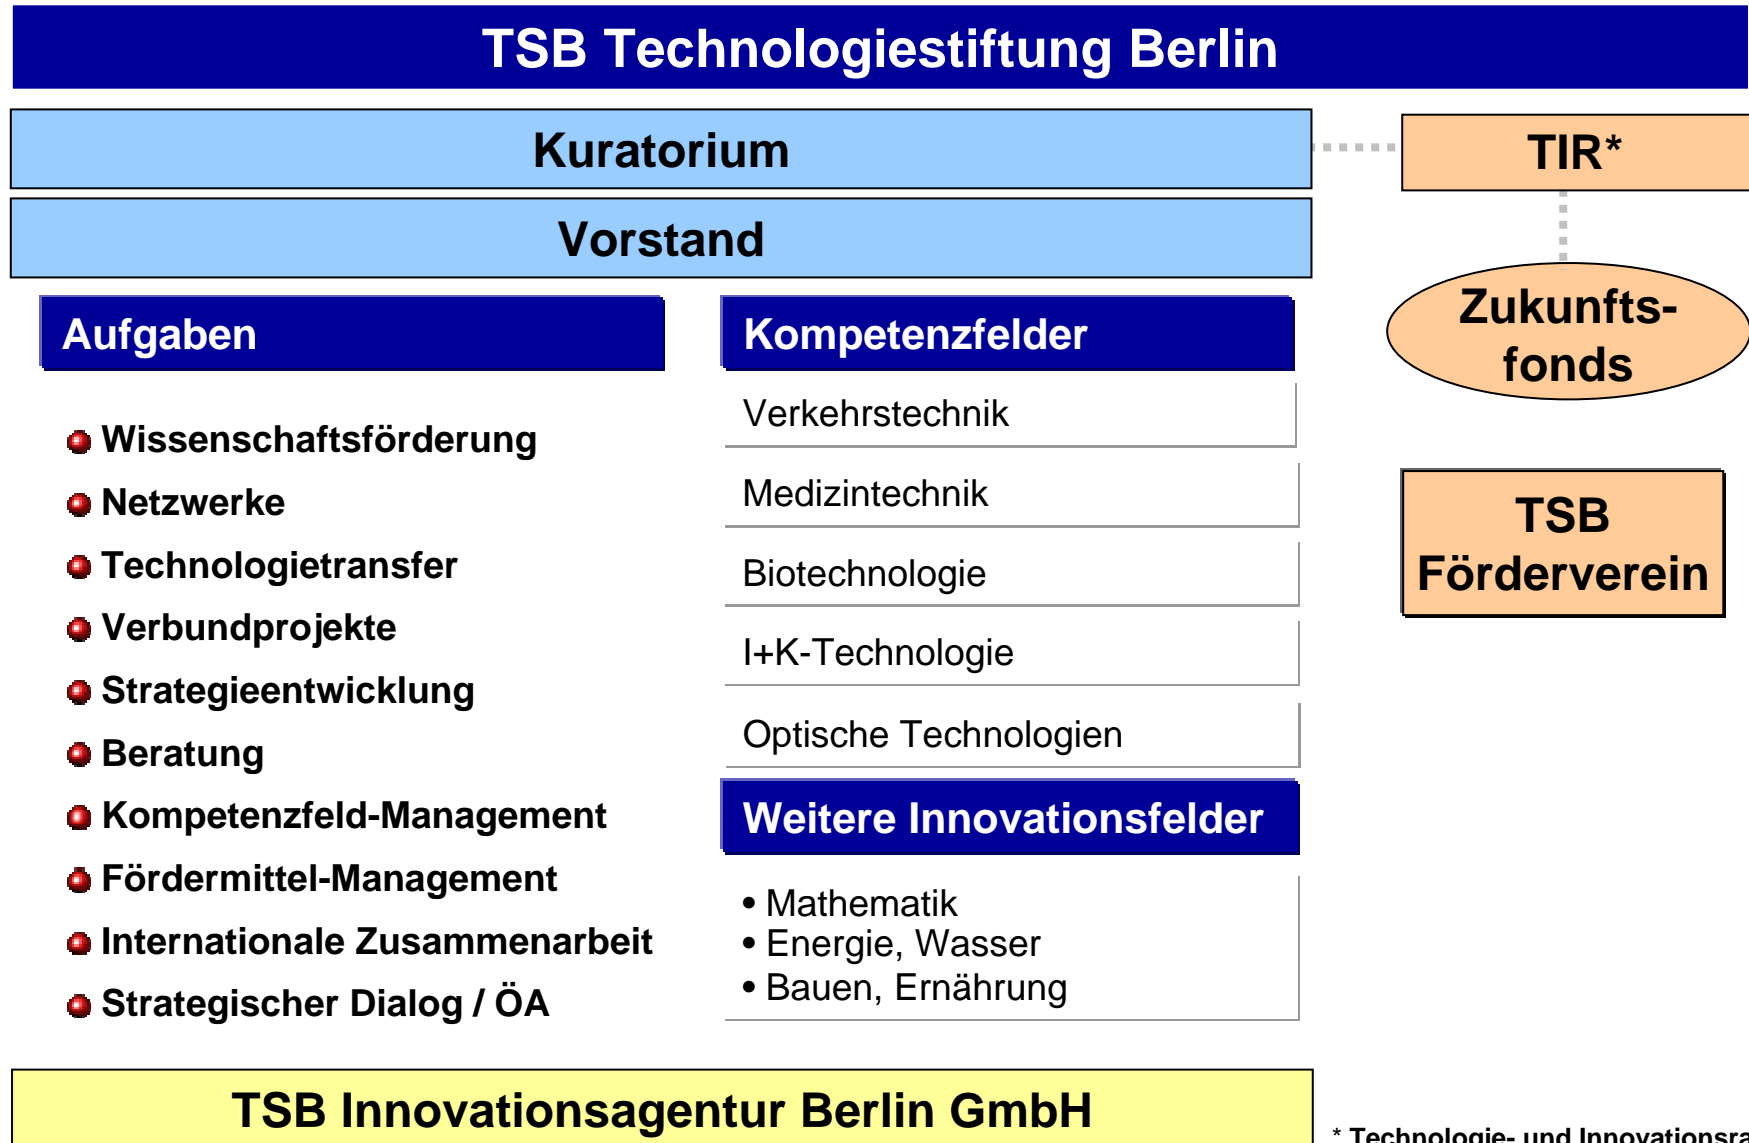 TSB Technologiestiftung Berlin
Kuratorium
TIR*
Vorstand
Zukunfts-
fonds
Aufgaben
Wissenschaftsförderung
Netzwerke
Technologietransfer
Verbundprojekte
Strategieentwicklung
Beratung
Kompetenzfeld-Management
Fördermittel-Management
Internationale Zusammenarbeit
Strategischer Dialog / ÖA
Kompetenzfelder
Verkehrstechnik
Medizintechnik
Biotechnologie
I+K-Technologie
Optische Technologien
Weitere Innovationsfelder
• Mathematik
• Energie, Wasser
• Bauen, Ernährung
TSB
Förderverein
TSB Innovationsagentur Berlin GmbH
* Technologie- und